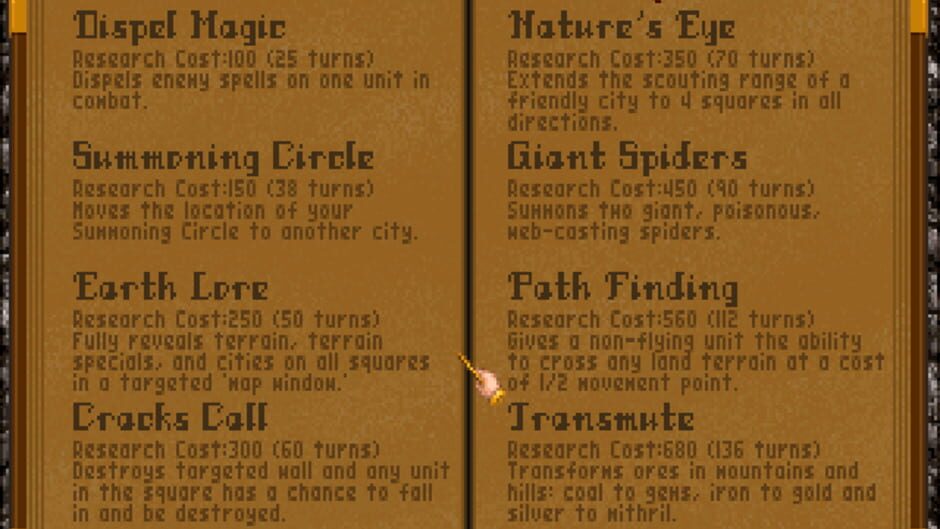 Dispel Magic
Research Cost:100 (25 turns)
Dispels enemy spells on one unit in
combat.
Summoning Circle
Research Cost:150 (38 turns)
Moves the location of your
Summoning Circle to another city.
Earth Lore
Research Cost:250 (50 turns)
Fully reveals terrain, terrain
specials, and cities on all squares
in a targeted 'map window.'
Cracks Call
Research Cost:300 (60 turns)
Destroys targeted wall and any unit
in the square has a chance to fall
in and be destroyed.
Nature's Eye
Research Cost:350 (70 turns)
Extends the scouting range of a
friendly city to 4 squares in all
directions.
Giant Spiders
Research Cost:450 (90 turns)
Summons two giant, poisonous,
web-casting spiders.
Path Finding
Research Cost:560 (112 turns)
Gives a non-flying unit the ability
to cross any land terrain at a cost
of 1/2 movement point.
Transmute
Research Cost:680 (136 turns)
Transforms ores in mountains and
hills: coal to gems, iron to gold and
silver to mithril.